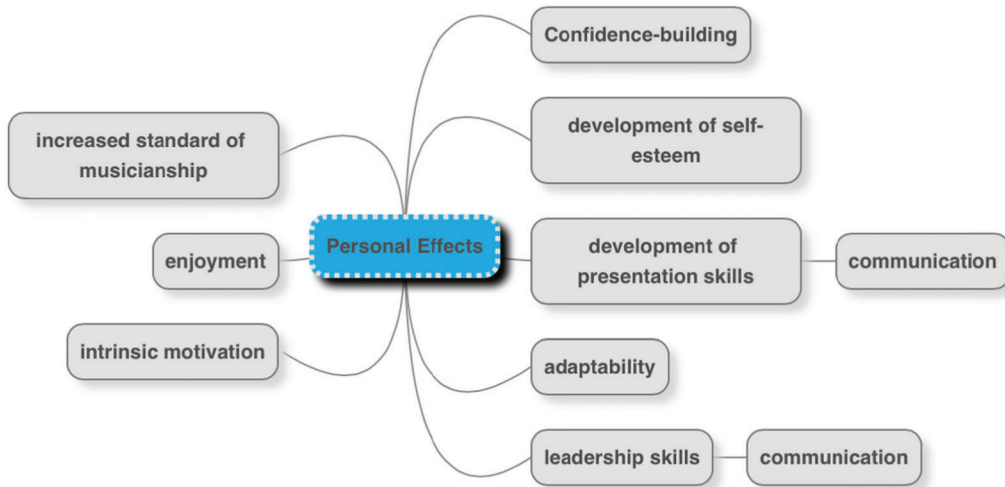 Confidence-building
increased standard of
musicianship
development of self-
esteem
Personal Effects
enjoyment
development of
presentation skills
communication
intrinsic motivation
adaptability
leadership skills
communication